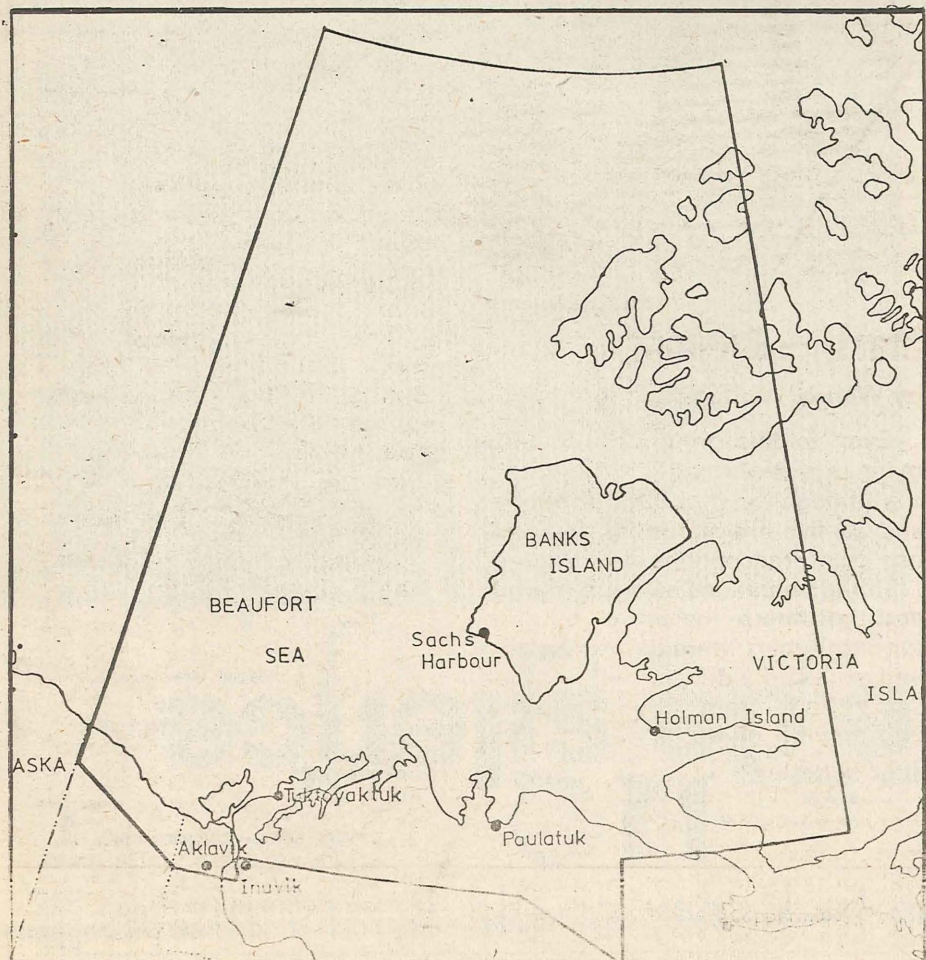 BANKS
ISLAND
BEAUFORT
SEA
Sachs
Harbour
VICTORIA
ISLA
Holman Island
ASKA
Tuktoyaktuk
Paulatuk
Aklavik
Inuvik